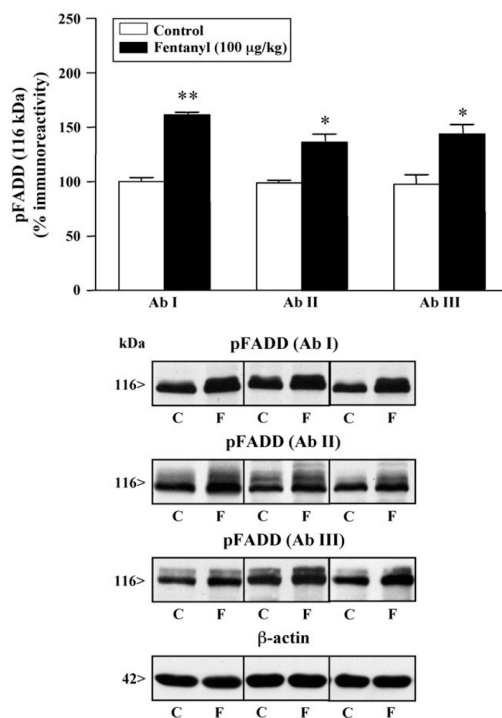 250
200
150
100
50
0
pFADD (116 kDa)
(% immunoreactivity)
Control
Fentanyl (100 μg/kg)
**
*
*
Ab I Ab II Ab III
kDa
pFADD (Ab I)
116>
C F C F C F
pFADD (Ab II)
116>
C F C F C F
pFADD (Ab III)
116>
C F C F C F
β-actin
42>
C F C F C F